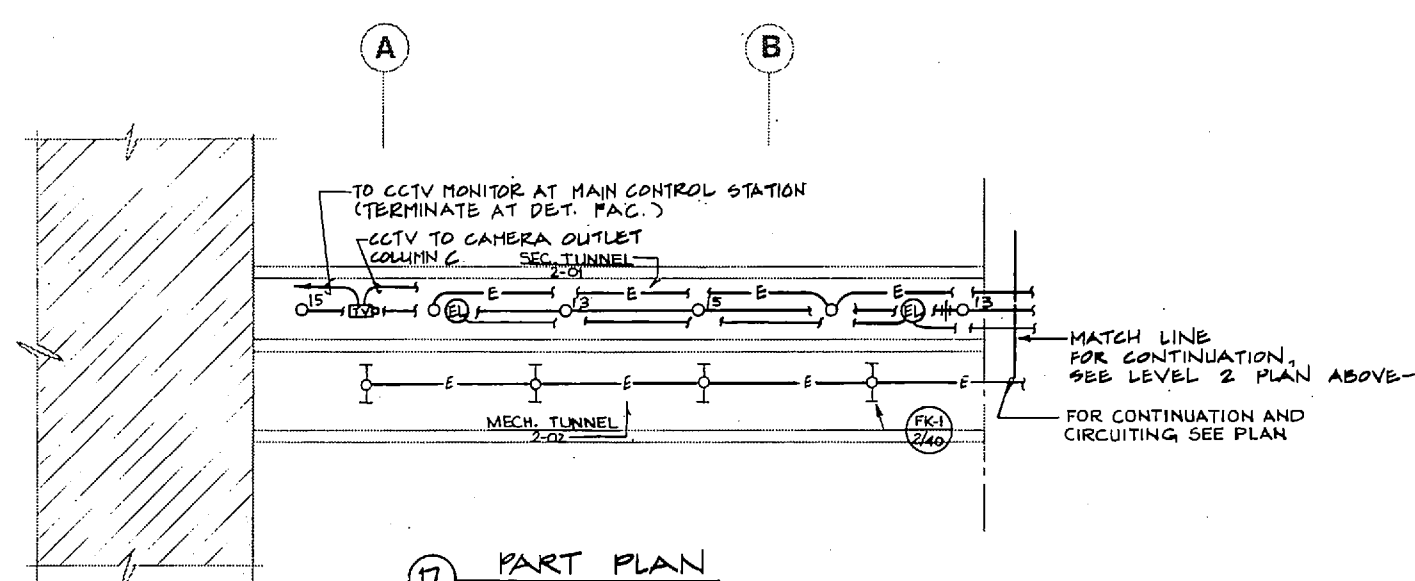 A
B
TO CCTV MONITOR AT MAIN CONTROL STATION
(TERMINATE AT DET. FAC.)
CCTV TO CAMERA OUTLET
COLUMN C
SEC. TUNNEL
2-01
E
E
E
E
15
TV
EL
13
15
EL
13
MATCH LINE
FOR CONTINUATION,
SEE LEVEL 2 PLAN ABOVE
E
E
E
E
MECH. TUNNEL
2-02
FK-1
2/40
FOR CONTINUATION AND
CIRCUITING SEE PLAN
17
PART PLAN